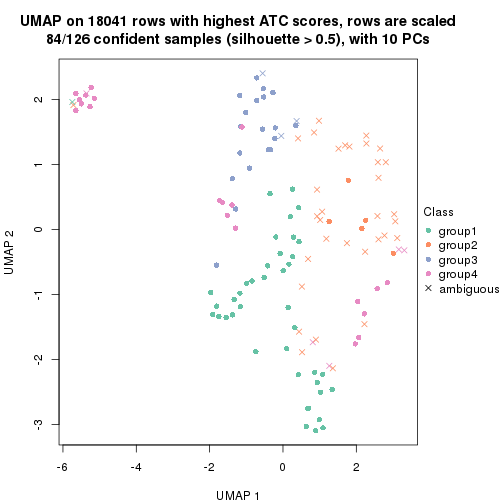 UMAP on 18041 rows with highest ATC scores, rows are scaled
84/126 confident samples (silhouette > 0.5), with 10 PCs
2
1
0
-1
-2
-3
UMAP 2
-6
-4
-2
0
2
UMAP 1
Class
group1
group2
group3
group4
ambiguous